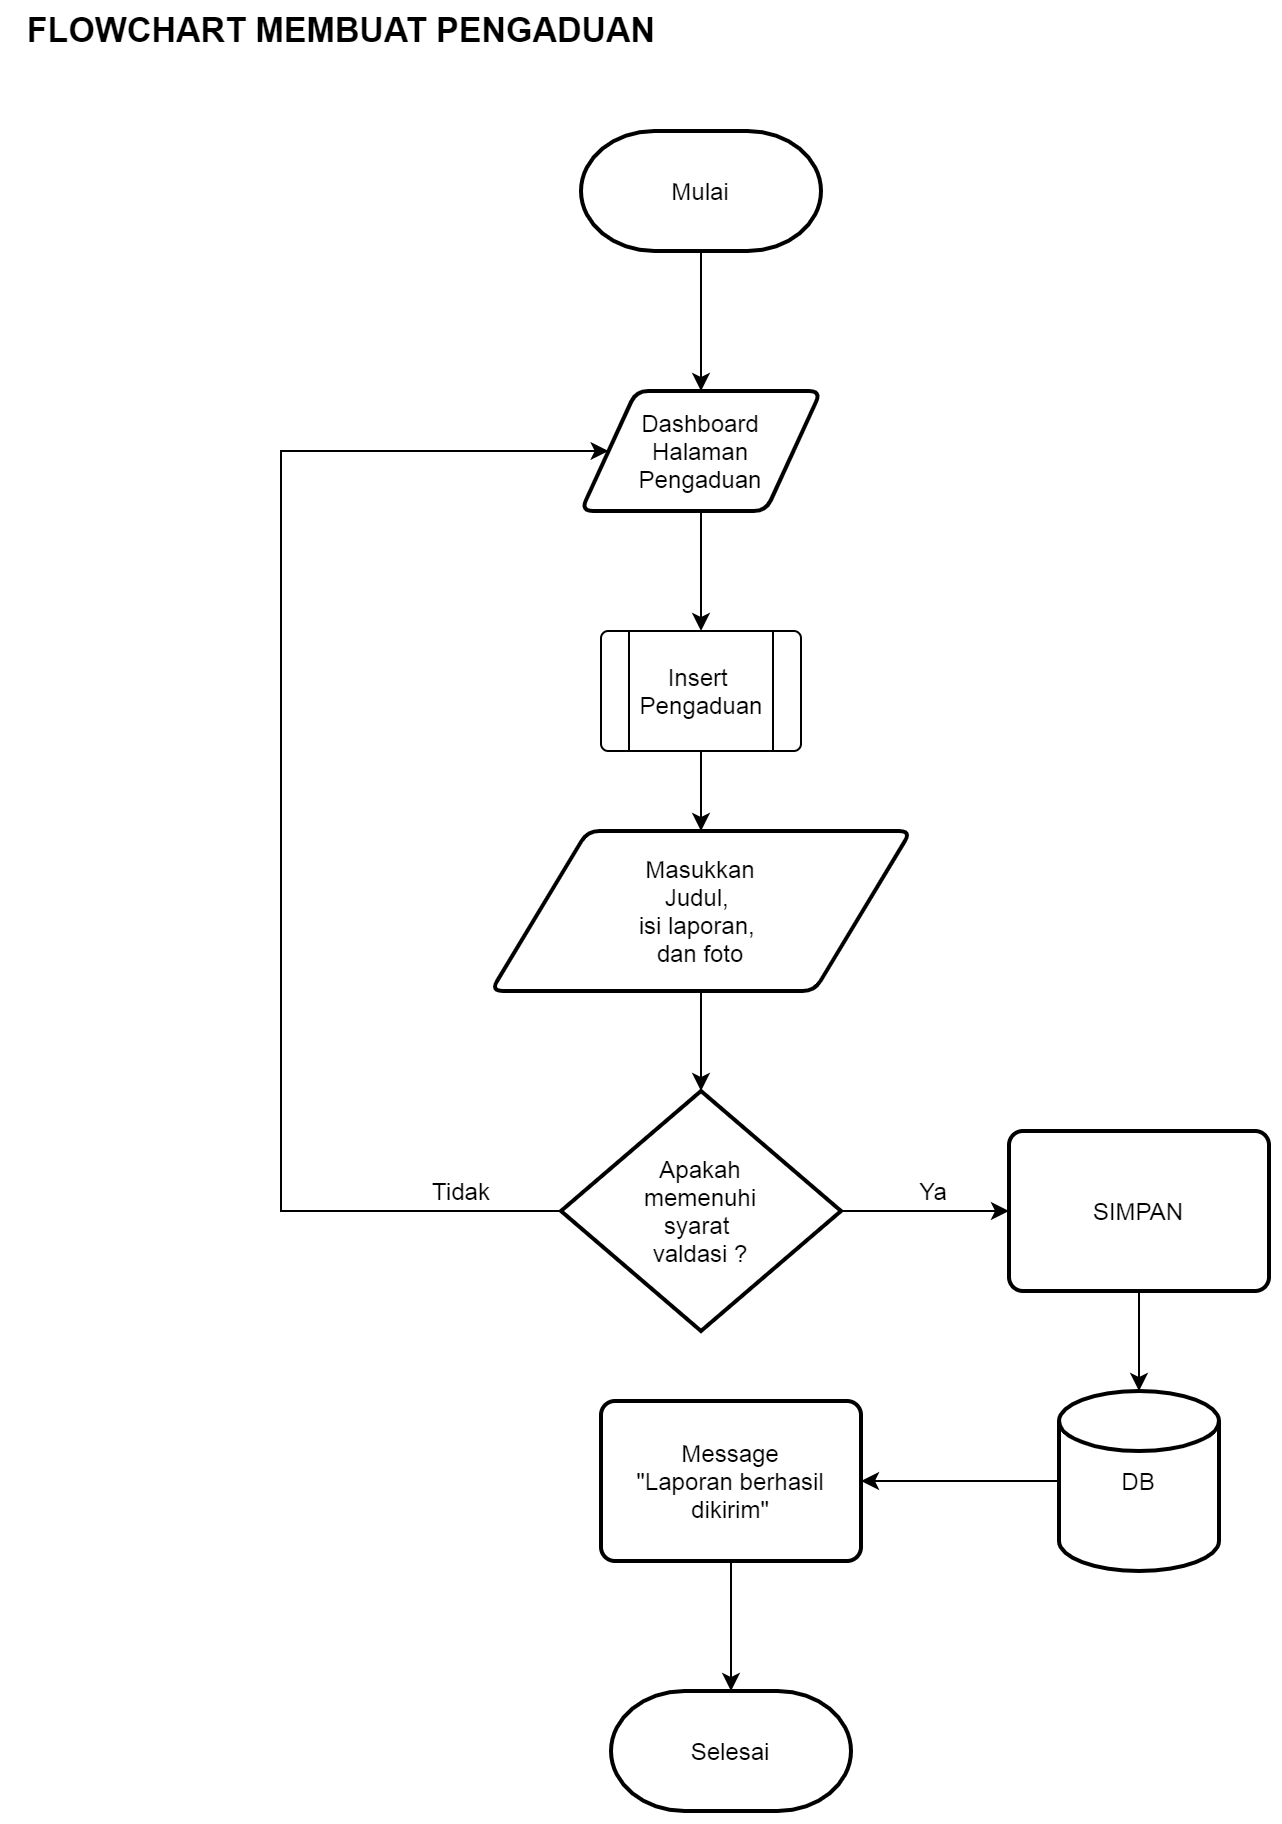 FLOWCHART MEMBUAT PENGADUAN
Mulai
Dashboard
Halaman
Pengaduan
Insert
Pengaduan
Masukkan
Judul,
isi laporan,
dan foto
Apakah
memenuhi
syarat
valdasi ?
Tidak
Ya
SIMPAN
DB
Message
"Laporan berhasil
dikirim"
Selesai